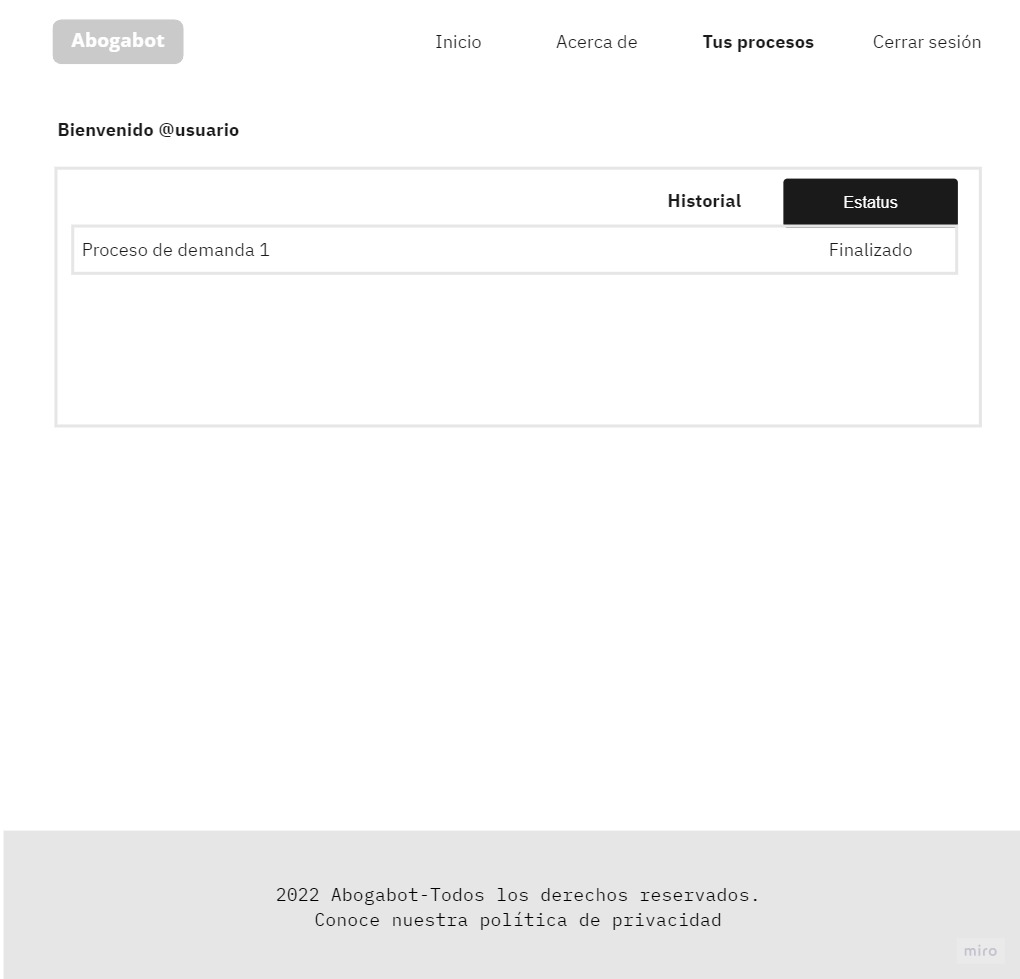 Abogabot
Inicio
Acerca de
Tus procesos
Cerrar sesión
Bienvenido @usuario
Historial
Estatus
Proceso de demanda 1
Finalizado
2022 Abogabot-Todos los derechos reservados.
Conoce nuestra política de privacidad
miro